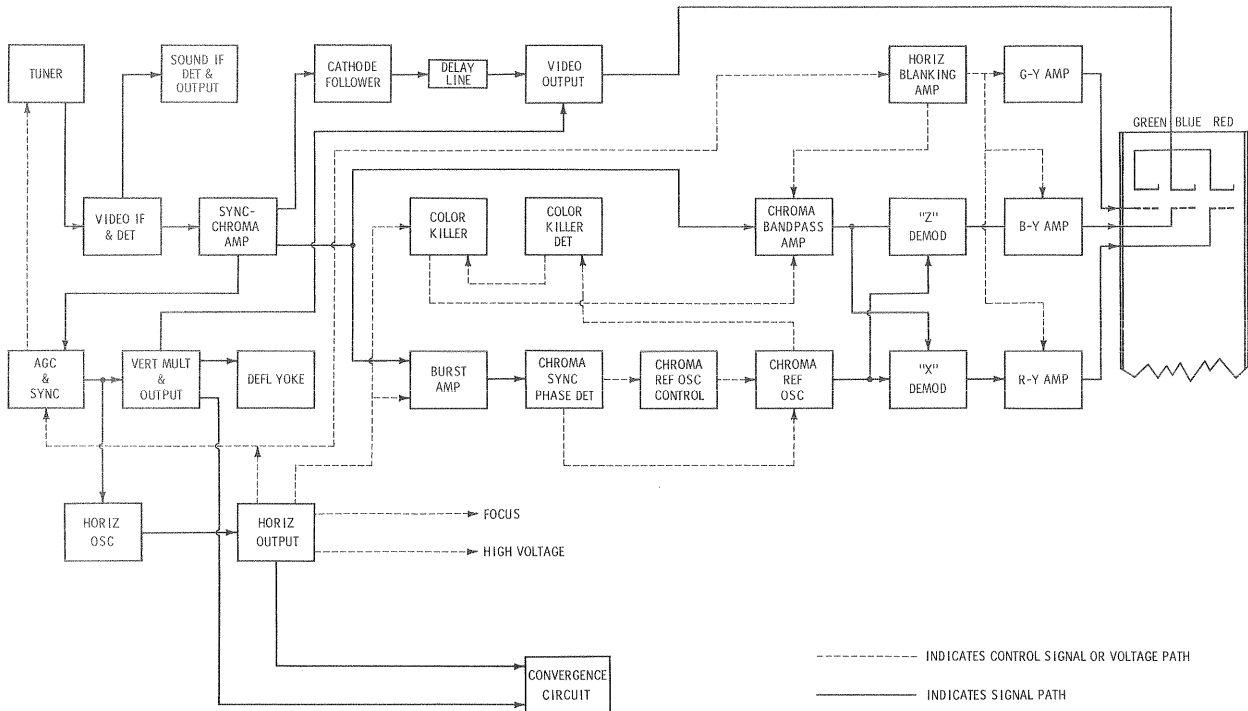 TUNER
SOUND IF
DET &
OUTPUT
CATHODE
FOLLOWER
DELAY
LINE
VIDEO
OUTPUT
HORIZ
BLANKING
AMP
G-Y AMP
GREEN BLUE RED
VIDEO IF
& DET
SYNC-
CHROMA
AMP
COLOR
KILLER
COLOR
KILLER
DET
CHROMA
BANDPASS
AMP
"Z"
DEMOD
B-Y AMP
AGC
&
SYNC
VERT MULT
&
OUTPUT
DEFL YOKE
BURST
AMP
CHROMA
SYNC
PHASE DET
CHROMA
REF OSC
CONTROL
CHROMA
REF
OSC
"X"
DEMOD
R-Y AMP
HORIZ
OSC
HORIZ
OUTPUT
FOCUS
HIGH VOLTAGE
CONVERGENCE
CIRCUIT
INDICATES CONTROL SIGNAL OR VOLTAGE PATH
INDICATES SIGNAL PATH